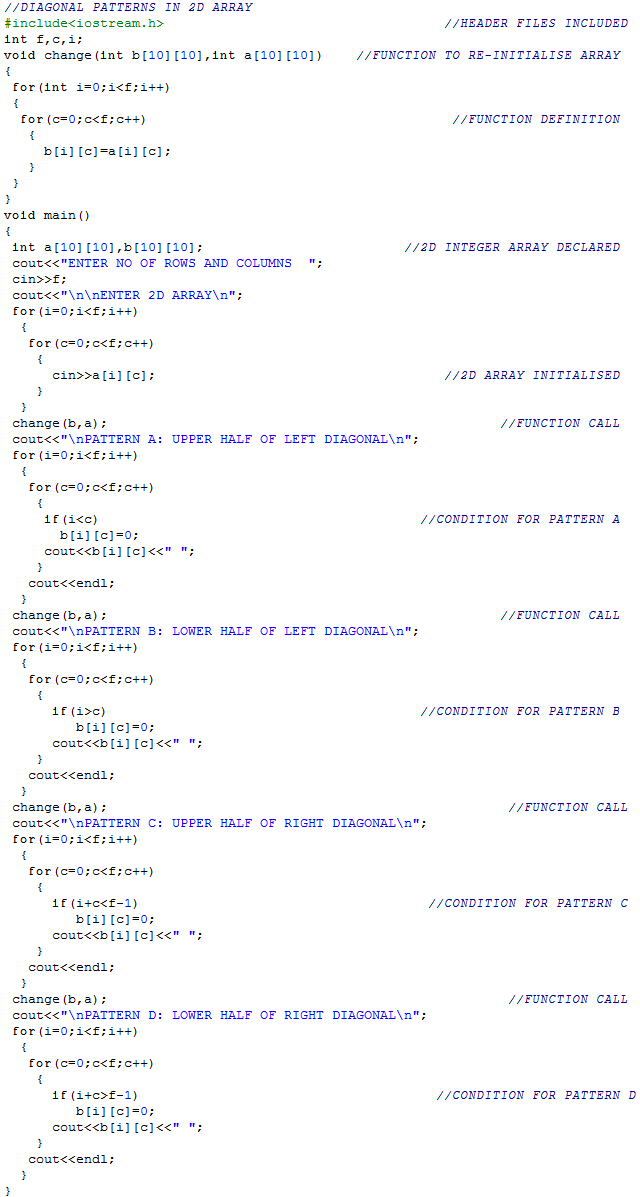 //DIAGONAL PATTERNS IN 2D ARRAY
#include<iostream.h> //HEADER FILES INCLUDED
int f,c,i;
void change(int b[10][10],int a[10][10]) //FUNCTION TO RE-INITIALISE ARRAY
{
for(int i=0;i<f;i++)
{
for(c=0;c<f;c++) //FUNCTION DEFINITION
{
b[i][c]=a[i][c];
}
}
}
void main()
{
int a[10][10],b[10][10]; //2D INTEGER ARRAY DECLARED
cout<<"ENTER NO OF ROWS AND COLUMNS  ";
cin>>f;
cout<<"\n\nENTER 2D ARRAY\n";
for(i=0;i<f;i++)
{
for(c=0;c<f;c++)
{
cin>>a[i][c]; //2D ARRAY INITIALISED
}
}
change(b,a); //FUNCTION CALL
cout<<"\nPATTERN A: UPPER HALF OF LEFT DIAGONAL\n";
for(i=0;i<f;i++)
{
for(c=0;c<f;c++)
{
if(i<c) //CONDITION FOR PATTERN A
b[i][c]=0;
cout<<b[i][c]<<" ";
}
cout<<endl;
}
change(b,a); //FUNCTION CALL
cout<<"\nPATTERN B: LOWER HALF OF LEFT DIAGONAL\n";
for(i=0;i<f;i++)
{
for(c=0;c<f;c++)
{
if(i>c) //CONDITION FOR PATTERN B
b[i][c]=0;
cout<<b[i][c]<<" ";
}
cout<<endl;
}
change(b,a); //FUNCTION CALL
cout<<"\nPATTERN C: UPPER HALF OF RIGHT DIAGONAL\n";
for(i=0;i<f;i++)
{
for(c=0;c<f;c++)
{
if(i+c<f-1) //CONDITION FOR PATTERN C
b[i][c]=0;
cout<<b[i][c]<<" ";
}
cout<<endl;
}
change(b,a); //FUNCTION CALL
cout<<"\nPATTERN D: LOWER HALF OF RIGHT DIAGONAL\n";
for(i=0;i<f;i++)
{
for(c=0;c<f;c++)
{
if(i+c>f-1) //CONDITION FOR PATTERN D
b[i][c]=0;
cout<<b[i][c]<<" ";
}
cout<<endl;
}
}